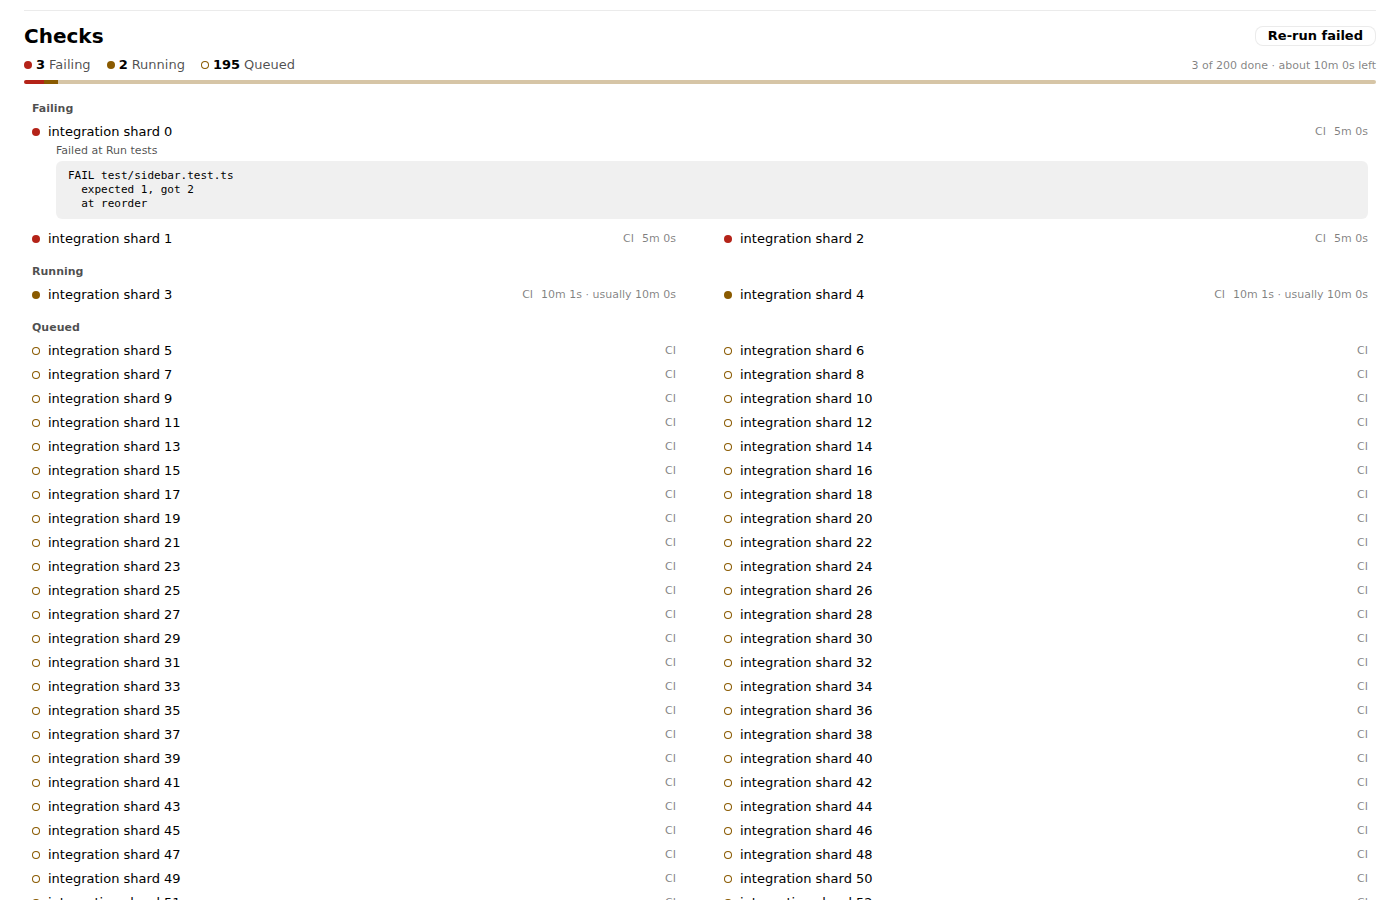 Checks
Re-run failed
3 Failing 2 Running 195 Queued
3 of 200 done · about 10m 0s left
Failing
integration shard 0 CI 5m 0s
Failed at Run tests
FAIL test/sidebar.test.ts
expected 1, got 2
at reorder
integration shard 1 CI 5m 0s
integration shard 2 CI 5m 0s
Running
integration shard 3 CI 10m 1s · usually 10m 0s
integration shard 4 CI 10m 1s · usually 10m 0s
Queued
integration shard 5 CI
integration shard 6 CI
integration shard 7 CI
integration shard 8 CI
integration shard 9 CI
integration shard 10 CI
integration shard 11 CI
integration shard 12 CI
integration shard 13 CI
integration shard 14 CI
integration shard 15 CI
integration shard 16 CI
integration shard 17 CI
integration shard 18 CI
integration shard 19 CI
integration shard 20 CI
integration shard 21 CI
integration shard 22 CI
integration shard 23 CI
integration shard 24 CI
integration shard 25 CI
integration shard 26 CI
integration shard 27 CI
integration shard 28 CI
integration shard 29 CI
integration shard 30 CI
integration shard 31 CI
integration shard 32 CI
integration shard 33 CI
integration shard 34 CI
integration shard 35 CI
integration shard 36 CI
integration shard 37 CI
integration shard 38 CI
integration shard 39 CI
integration shard 40 CI
integration shard 41 CI
integration shard 42 CI
integration shard 43 CI
integration shard 44 CI
integration shard 45 CI
integration shard 46 CI
integration shard 47 CI
integration shard 48 CI
integration shard 49 CI
integration shard 50 CI